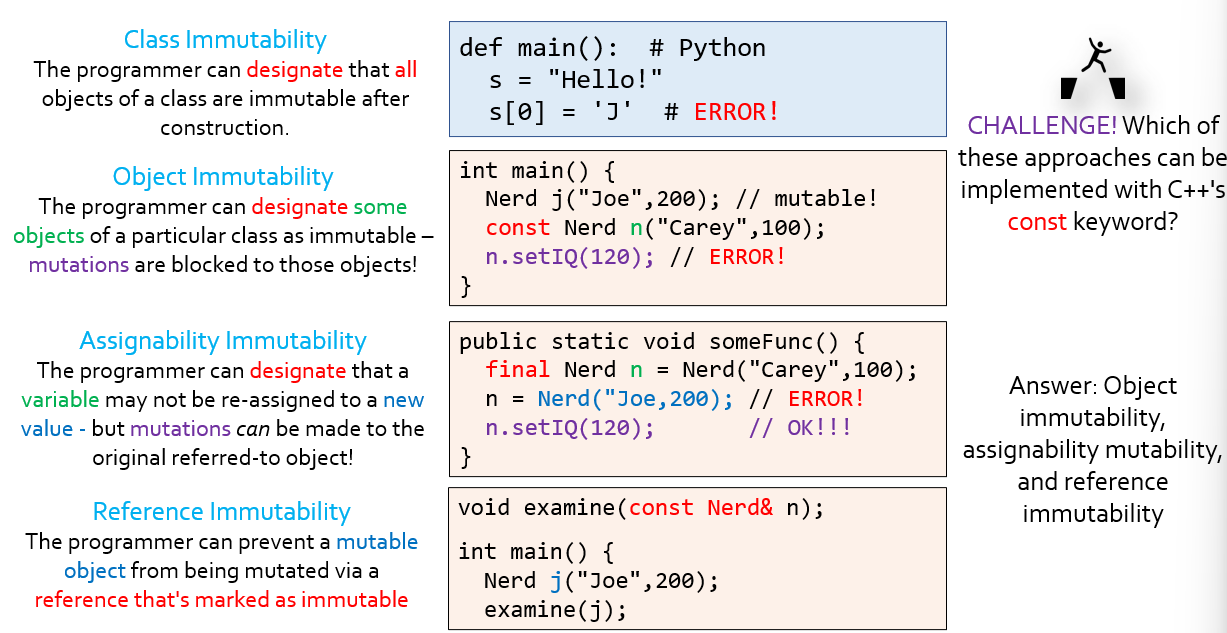 Class Immutability
The programmer can designate that all
objects of a class are immutable after
construction.
def main():  # Python
  s = "Hello!"
  s[0] = 'J'  # ERROR!
Object Immutability
The programmer can designate some
objects of a particular class as immutable –
mutations are blocked to those objects!
int main() {
  Nerd j("Joe",200); // mutable!
  const Nerd n("Carey",100);
  n.setIQ(120); // ERROR!
}
Assignability Immutability
The programmer can designate that a
variable may not be re-assigned to a new
value - but mutations can be made to the
original referred-to object!
public static void someFunc() {
  final Nerd n = Nerd("Carey",100);
  n = Nerd("Joe,200); // ERROR!
  n.setIQ(120);       // OK!!!
}
Reference Immutability
The programmer can prevent a mutable
object from being mutated via a
reference that's marked as immutable
void examine(const Nerd& n);
int main() {
  Nerd j("Joe",200);
  examine(j);
CHALLENGE! Which of
these approaches can be
implemented with C++'s
const keyword?
Answer: Object
immutability,
assignability mutability,
and reference
immutability